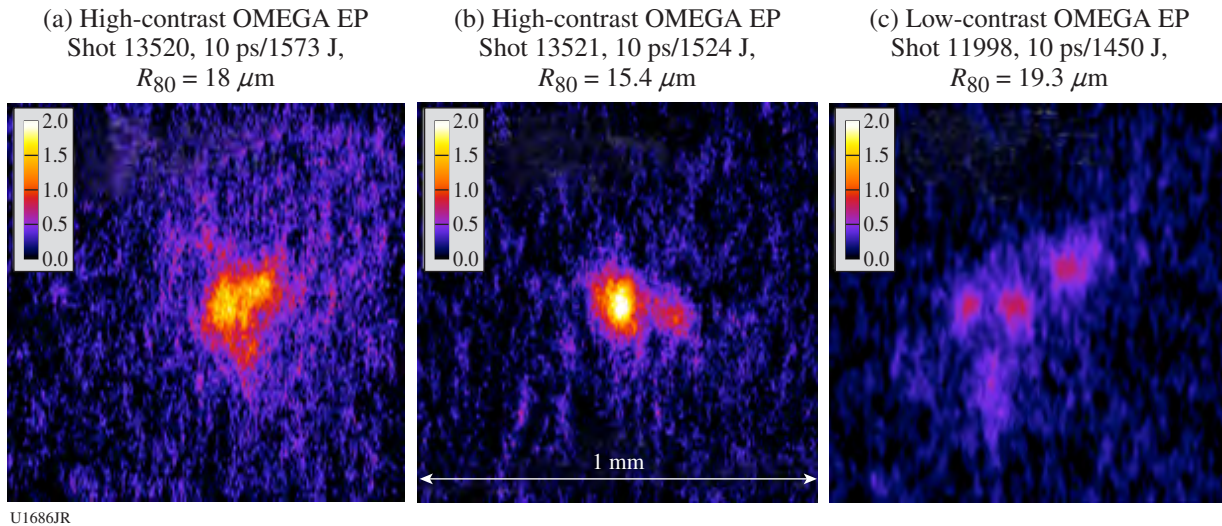 (a) High-contrast OMEGA EP
Shot 13520, 10 ps/1573 J,
R80 = 18 μm
(b) High-contrast OMEGA EP
Shot 13521, 10 ps/1524 J,
R80 = 15.4 μm
(c) Low-contrast OMEGA EP
Shot 11998, 10 ps/1450 J,
R80 = 19.3 μm
2.0
1.5
1.0
0.5
0.0
2.0
1.5
1.0
0.5
0.0
2.0
1.5
1.0
0.5
0.0
1 mm
U1686JR